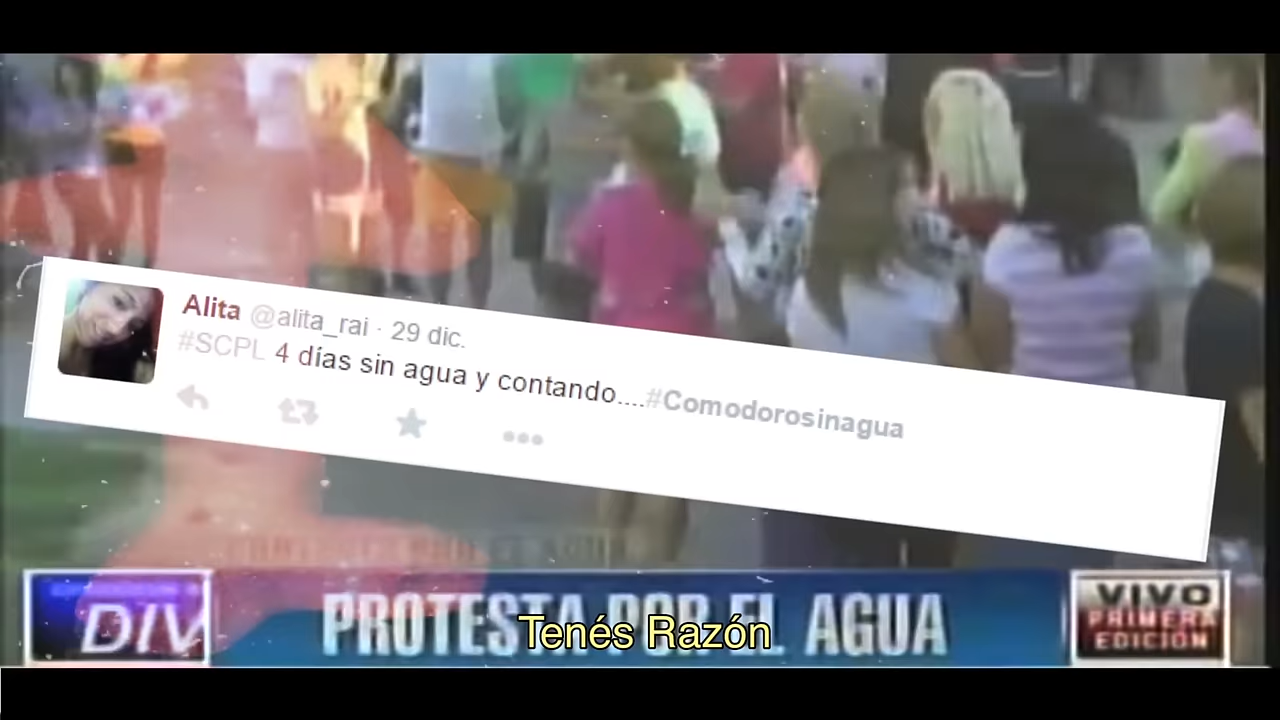 Alita @alita_rai · 29 dic.
#SCPL 4 días sin agua y contando....#Comodorosinagua
DIV
PROTESTA POR EL AGUA
Tenés Razón
VIVO
PRIMERA
EDICIÓN